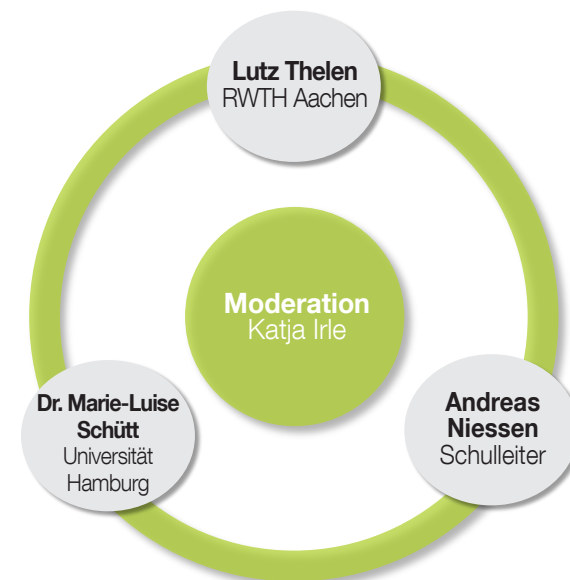 Lutz Thelen
RWTH Aachen
Moderation
Katja Irle
Dr. Marie-Luise
Schütt
Universität
Hamburg
Andreas
Niessen
Schulleiter